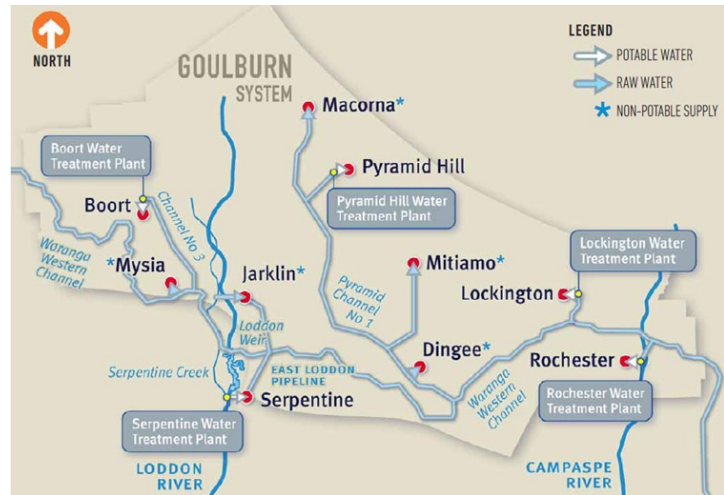 NORTH
GOULBURN
SYSTEM
LEGEND
POTABLE WATER
RAW WATER
* NON-POTABLE SUPPLY
Macorna*
Boort Water
Treatment Plant
Pyramid Hill
Pyramid Hill Water
Treatment Plant
Boort
Channel No 3
Waranga
Western
Channel
*Mysia
Jarklin*
Mitiamo*
Lockington Water
Treatment Plant
Lockington
Pyramid
Channel
No 1
Loddon
Weir
Dingee*
Rochester
Serpentine Creek
EAST LODDON
PIPELINE
Serpentine
Waranga
Western
Channel
Rochester Water
Treatment Plant
Serpentine Water
Treatment Plant
LODDON
RIVER
CAMPASPE
RIVER